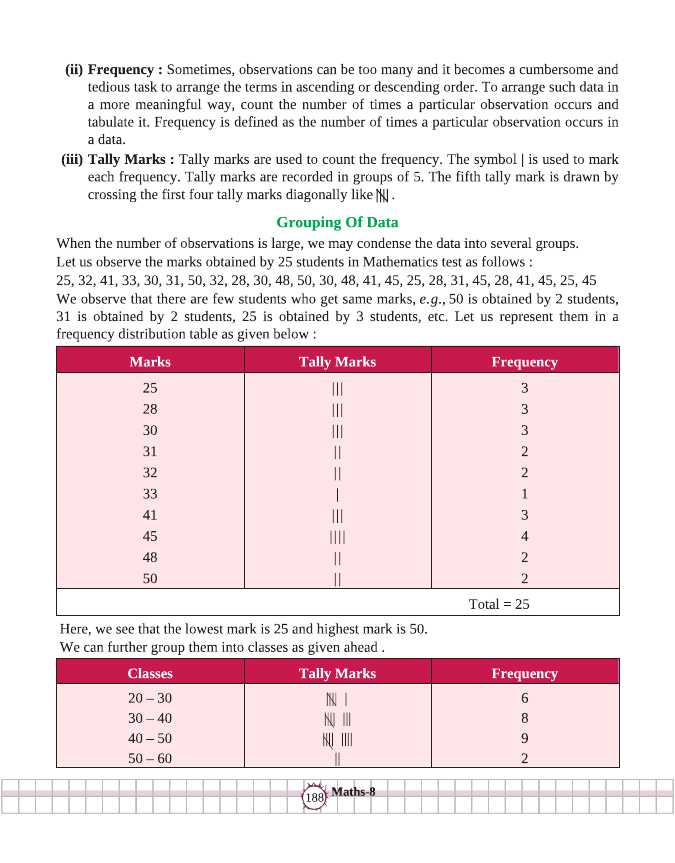 (ii) Frequency : Sometimes, observations can be too many and it becomes a cumbersome and
tedious task to arrange the terms in ascending or descending order. To arrange such data in
a more meaningful way, count the number of times a particular observation occurs and
tabulate it. Frequency is defined as the number of times a particular observation occurs in
a data.
(iii) Tally Marks : Tally marks are used to count the frequency. The symbol | is used to mark
each frequency. Tally marks are recorded in groups of 5. The fifth tally mark is drawn by
crossing the first four tally marks diagonally like .
Grouping Of Data
When the number of observations is large, we may condense the data into several groups.
Let us observe the marks obtained by 25 students in Mathematics test as follows :
25, 32, 41, 33, 30, 31, 50, 32, 28, 30, 48, 50, 30, 48, 41, 45, 25, 28, 31, 45, 28, 41, 45, 25, 45
We observe that there are few students who get same marks, e.g., 50 is obtained by 2 students,
31 is obtained by 2 students, 25 is obtained by 3 students, etc. Let us represent them in a
frequency distribution table as given below :
Marks Tally Marks Frequency
25 ||| 3
28 ||| 3
30 ||| 3
31 || 2
32 || 2
33 | 1
41 ||| 3
45 |||| 4
48 || 2
50 || 2
Total = 25
Here, we see that the lowest mark is 25 and highest mark is 50.
We can further group them into classes as given ahead .
Classes Tally Marks Frequency
20 – 30 | 6
30 – 40 ||| 8
40 – 50 |||| 9
50 – 60 || 2
188 Maths-8